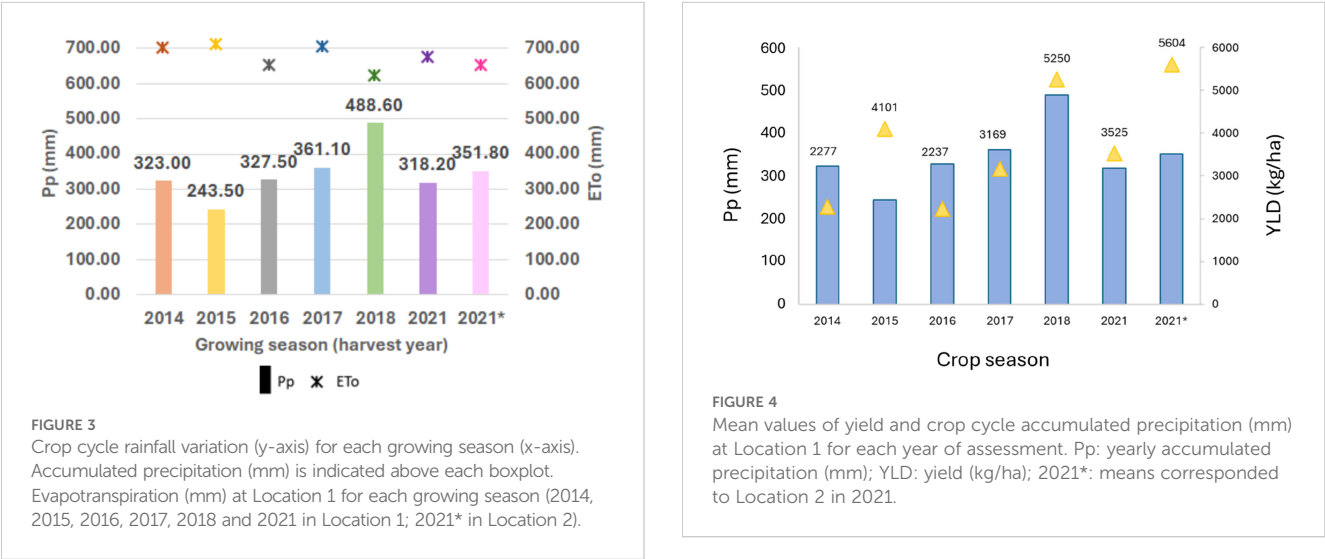 700.00
600.00
500.00
400.00
300.00
200.00
100.00
0.00
Pp (mm)
323.00
243.50
327.50
361.10
488.60
318.20
351.80
700.00
600.00
500.00
400.00
300.00
200.00
100.00
0.00
ETo (mm)
2014 2015 2016 2017 2018 2021 2021*
Growing season (harvest year)
Pp ETo
FIGURE 3
Crop cycle rainfall variation (y-axis) for each growing season (x-axis).
Accumulated precipitation (mm) is indicated above each boxplot.
Evapotranspiration (mm) at Location 1 for each growing season (2014,
2015, 2016, 2017, 2018 and 2021 in Location 1; 2021* in Location 2).
600
500
400
300
200
100
0
Pp (mm)
2277
4101
2237
3169
5250
3525
5604
6000
5000
4000
3000
2000
1000
0
YLD (kg/ha)
2014 2015 2016 2017 2018 2021 2021*
Crop season
FIGURE 4
Mean values of yield and crop cycle accumulated precipitation (mm)
at Location 1 for each year of assessment. Pp: yearly accumulated
precipitation (mm); YLD: yield (kg/ha); 2021*: means corresponded
to Location 2 in 2021.